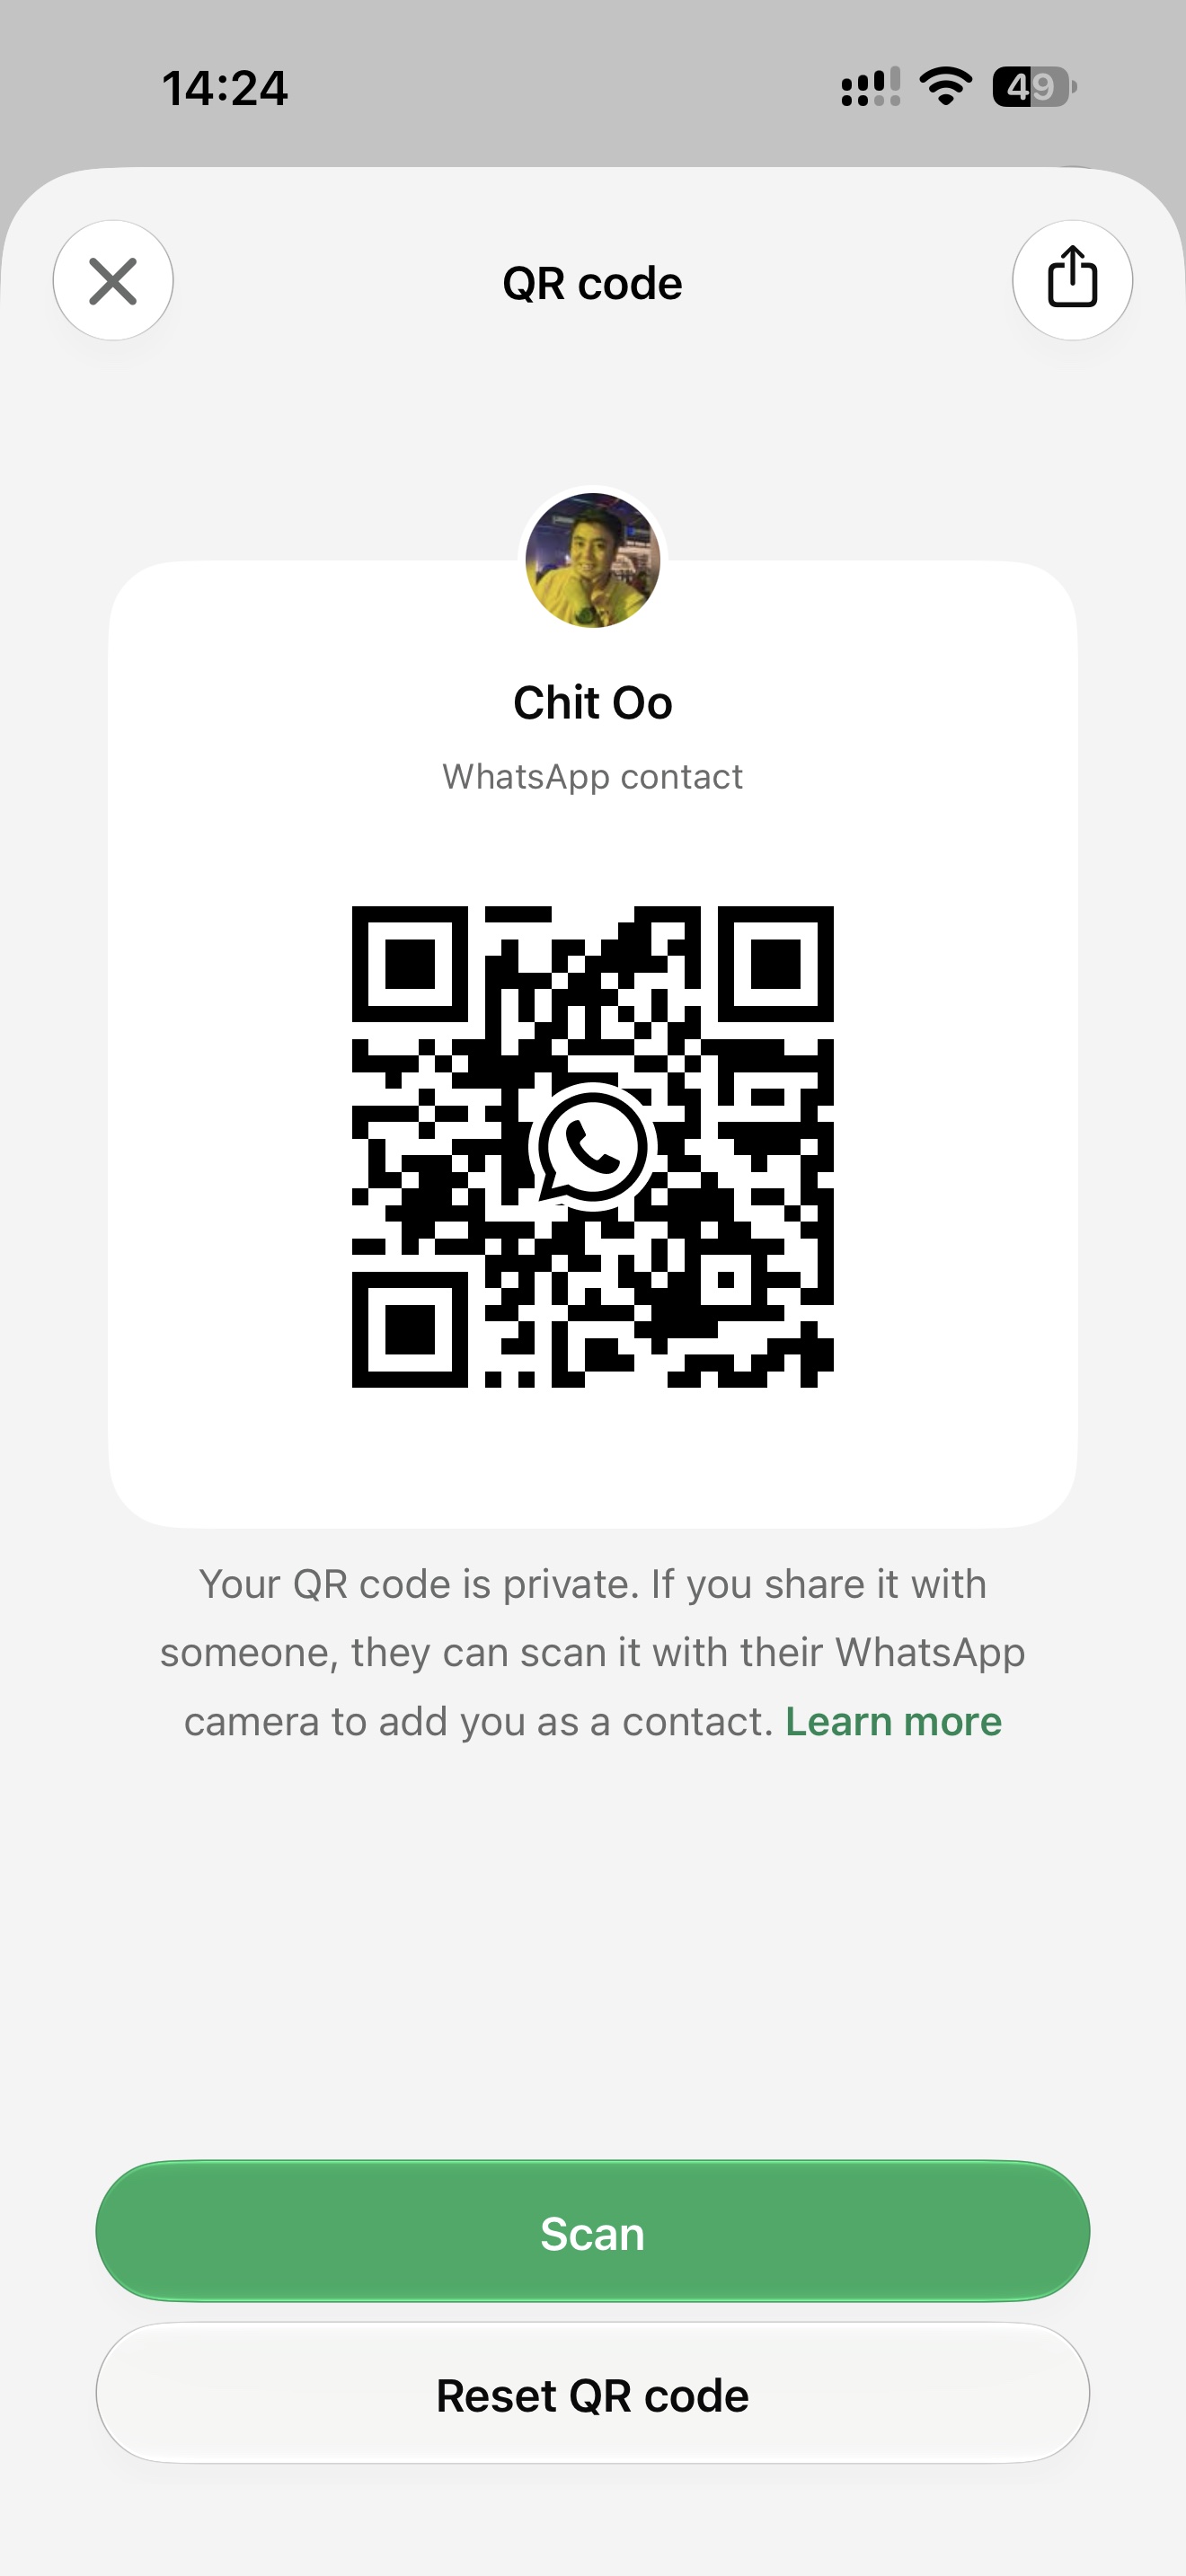 14:24
49
QR code
Chit Oo
WhatsApp contact
Your QR code is private. If you share it with
someone, they can scan it with their WhatsApp
camera to add you as a contact. Learn more
Scan
Reset QR code